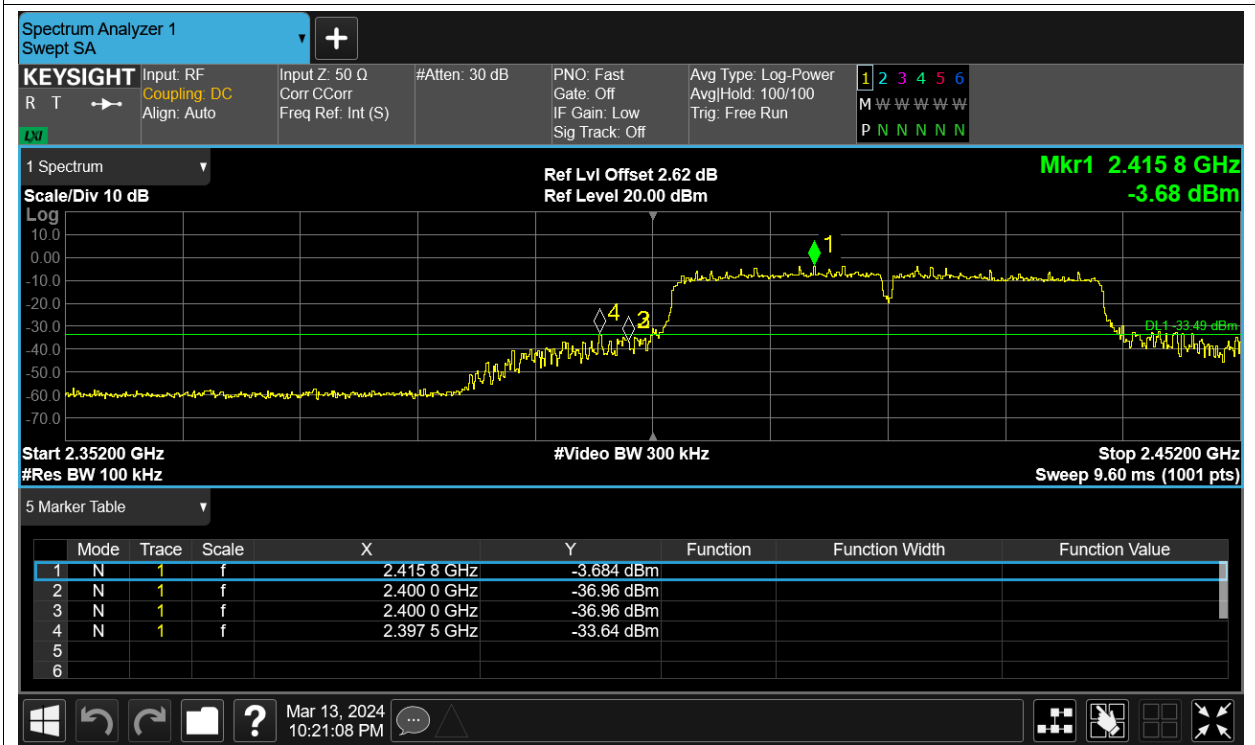 Spectrum Analyzer 1
Swept SA
KEYSIGHT
R T
LXI
Input: RF
Coupling: DC
Align: Auto
Input Z: 50 Ω
Corr CCorr
Freq Ref: Int (S)
#Atten: 30 dB
PNO: Fast
Gate: Off
IF Gain: Low
Sig Track: Off
Avg Type: Log-Power
Avg|Hold: 100/100
Trig: Free Run
1 2 3 4 5 6
M W W W W W
P N N N N N
1 Spectrum
Scale/Div 10 dB
Ref Lvl Offset 2.62 dB
Ref Level 20.00 dBm
Mkr1 2.415 8 GHz
-3.68 dBm
Log
10.0
0.00
-10.0
-20.0
-30.0
-40.0
-50.0
-60.0
-70.0
1
4
DL1 -33.49 dBm
Start 2.35200 GHz
#Video BW 300 kHz
Stop 2.45200 GHz
#Res BW 100 kHz
Sweep 9.60 ms (1001 pts)
5 Marker Table
Mode Trace Scale X Y Function Function Width Function Value
1 N 1 f 2.415 8 GHz -3.684 dBm
2 N 1 f 2.400 0 GHz -36.96 dBm
3 N 1 f 2.400 0 GHz -36.96 dBm
4 N 1 f 2.397 5 GHz -33.64 dBm
5
6
?
Mar 13, 2024
10:21:08 PM